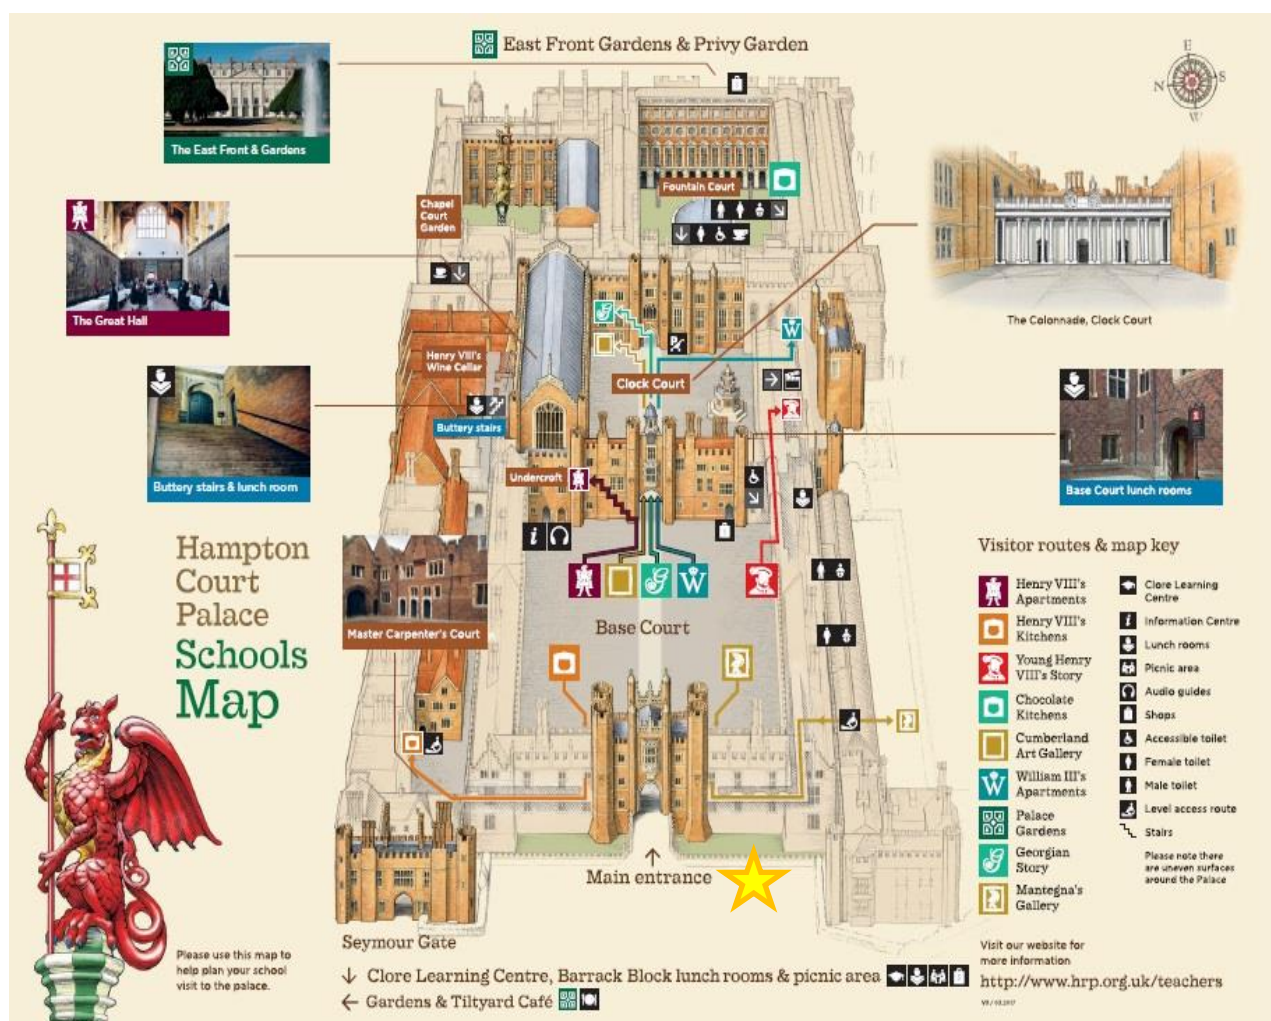 East Front Gardens & Privy Garden
E
N
S
W
The East Front & Gardens
Fountain Court
Chapel
Court
Garden
The Great Hall
The Colonnade, Clock Court
Henry VIII's
Wine Cellar
Clock Court
Buttery stairs
Buttery stairs & lunch room
Undercroft
Base Court lunch rooms
Hampton
Court
Palace
Schools
Map
Master Carpenter's Court
Base Court
Visitor routes & map key
Henry VIII's
Apartments
Henry VIII's
Kitchens
Young Henry
VIII's Story
Chocolate
Kitchens
Cumberland
Art Gallery
William III's
Apartments
Palace
Gardens
Georgian
Story
Mantegna's
Gallery
Clore Learning
Centre
Information Centre
Lunch rooms
Picnic area
Audio guides
Shops
Accessible toilet
Female toilet
Male toilet
Level access route
Stairs
Please note there
are uneven surfaces
around the Palace
Main entrance
Seymour Gate
Please use this map to
help plan your school
visit to the palace.
↓ Clore Learning Centre, Barrack Block lunch rooms & picnic area
← Gardens & Tiltyard Café
Visit our website for
more information
http://www.hrp.org.uk/teachers